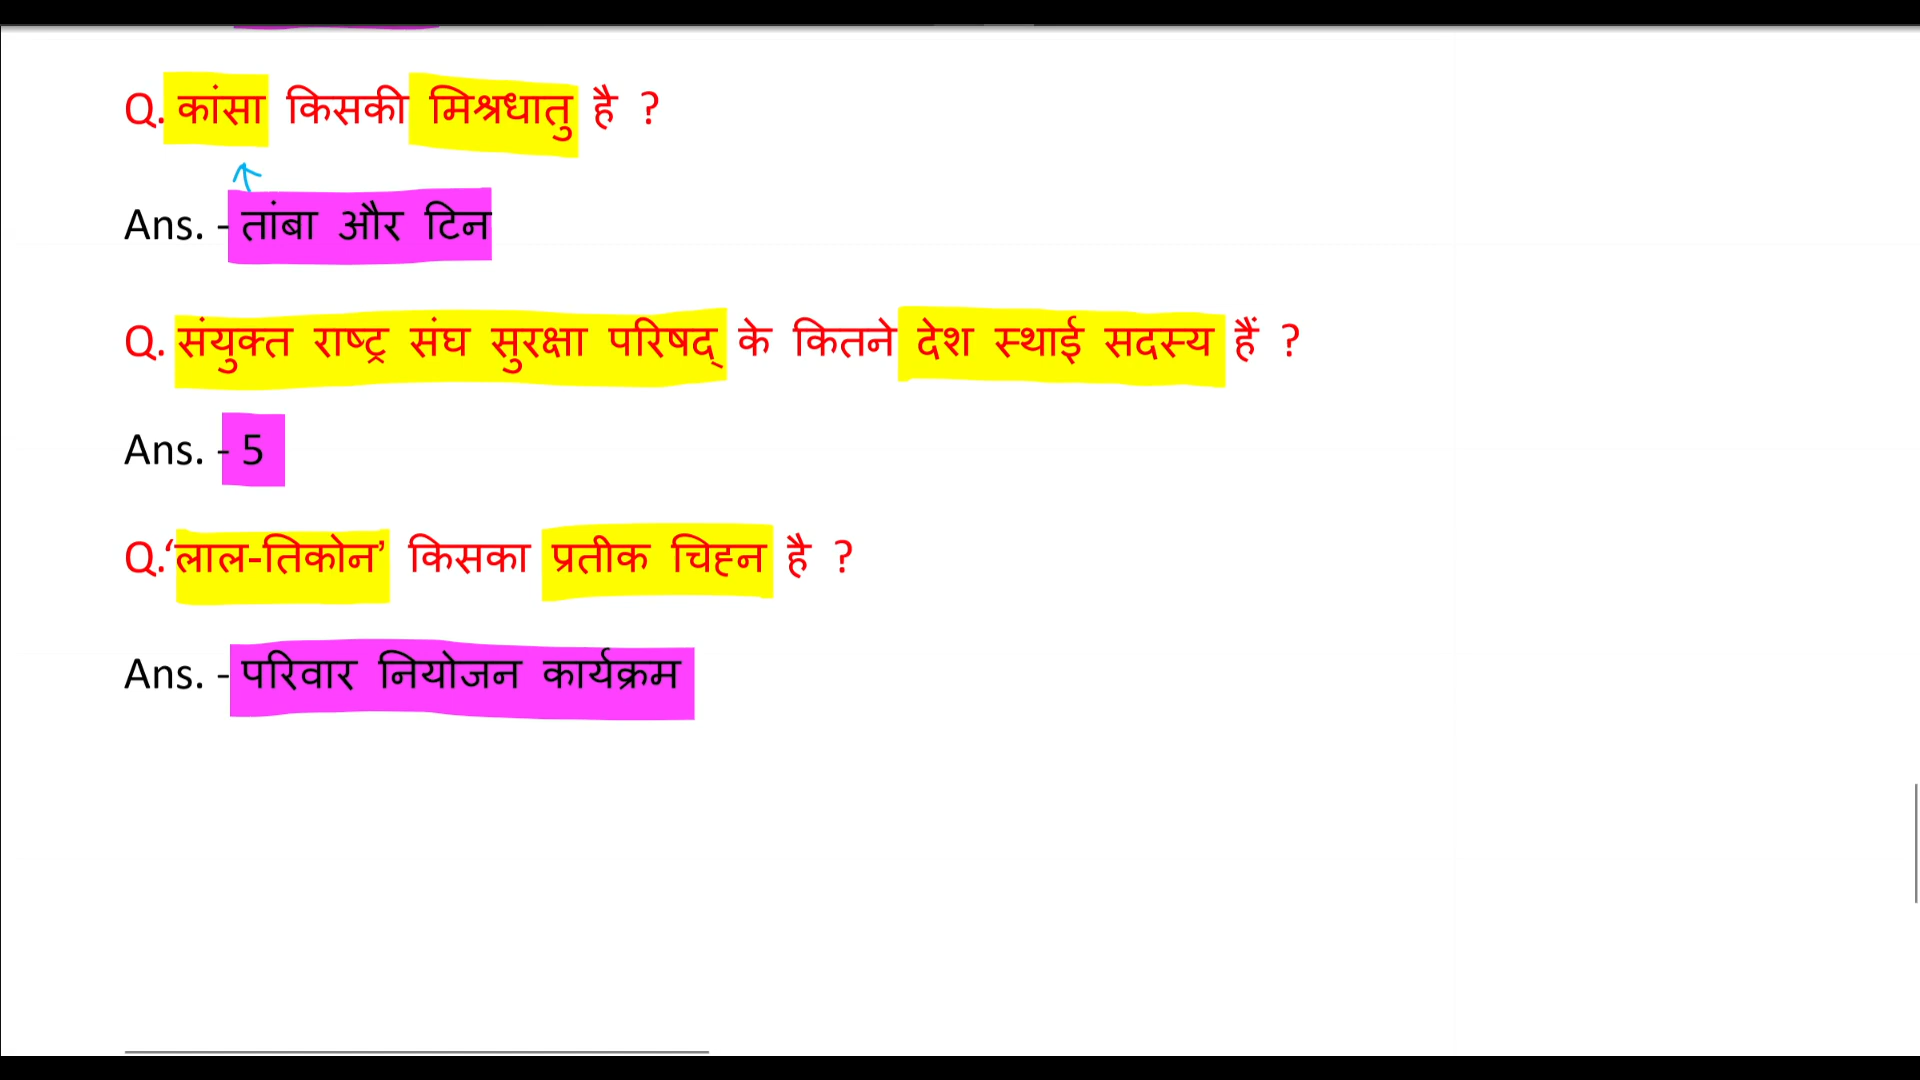 Q. कांसा किसकी मिश्रधातु है ?
Ans. - तांबा और टिन
Q. संयुक्त राष्ट्र संघ सुरक्षा परिषद् के कितने देश स्थाई सदस्य हैं ?
Ans. - 5
Q.‘लाल-तिकोन’ किसका प्रतीक चिह्न है ?
Ans. - परिवार नियोजन कार्यक्रम